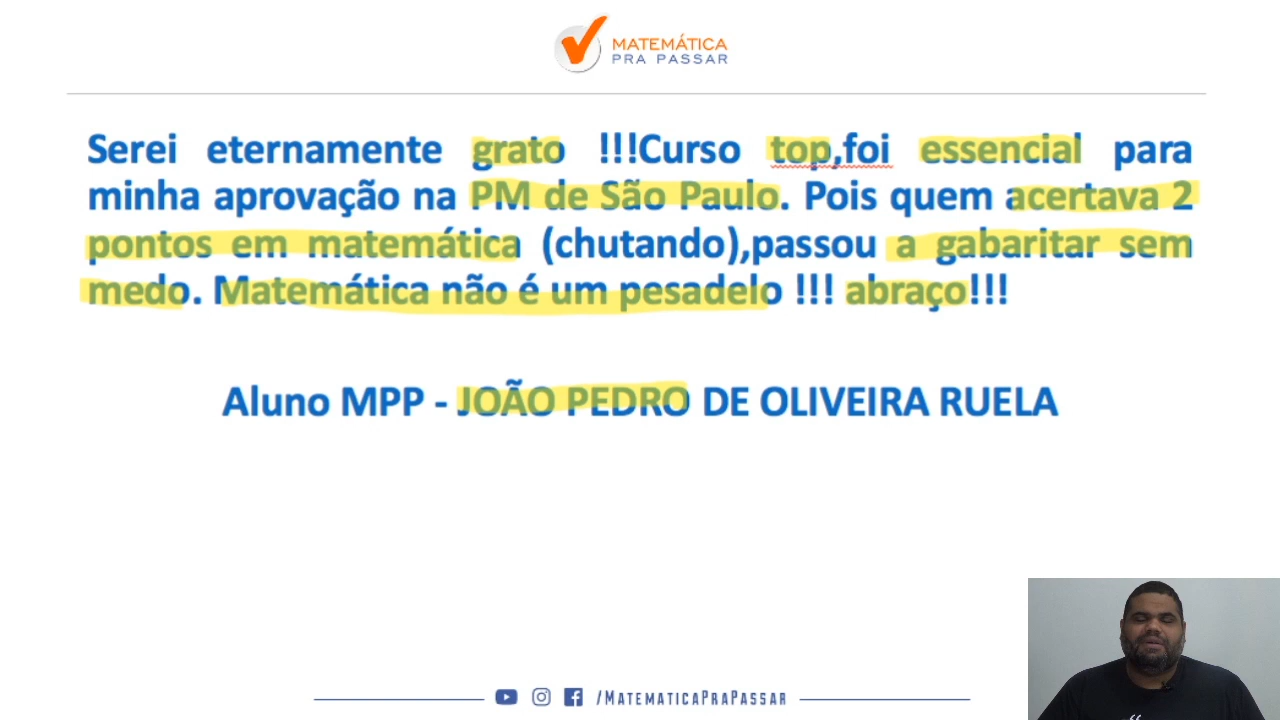 MATEMÁTICA
PRA PASSAR
Serei eternamente grato !!!Curso top,foi essencial para
minha aprovação na PM de São Paulo. Pois quem acertava 2
pontos em matemática (chutando),passou a gabaritar sem
medo. Matemática não é um pesadelo !!! abraço!!!
Aluno MPP - JOÃO PEDRO DE OLIVEIRA RUELA
/MATEMATICAPRAPASSAR